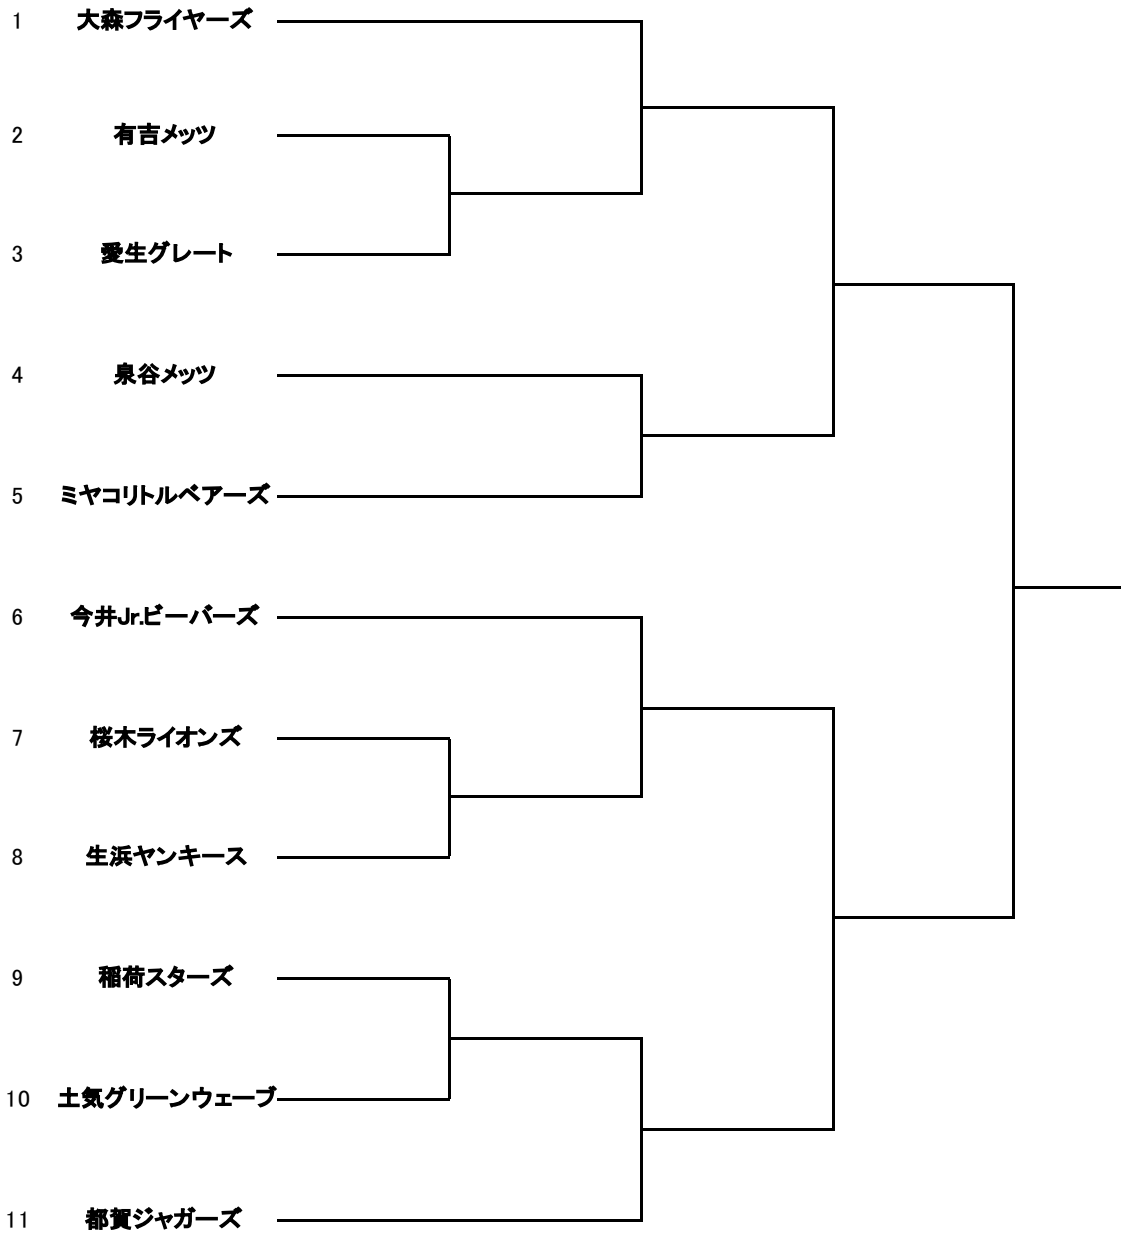 1 大森フライヤーズ
2 有吉メッツ
3 愛生グレート
4 泉谷メッツ
5 ミヤコリトルベアーズ
6 今井Jr.ビーバーズ
7 桜木ライオンズ
8 生浜ヤンキース
9 稲荷スターズ
10 土気グリーンウェーブ
11 都賀ジャガーズ